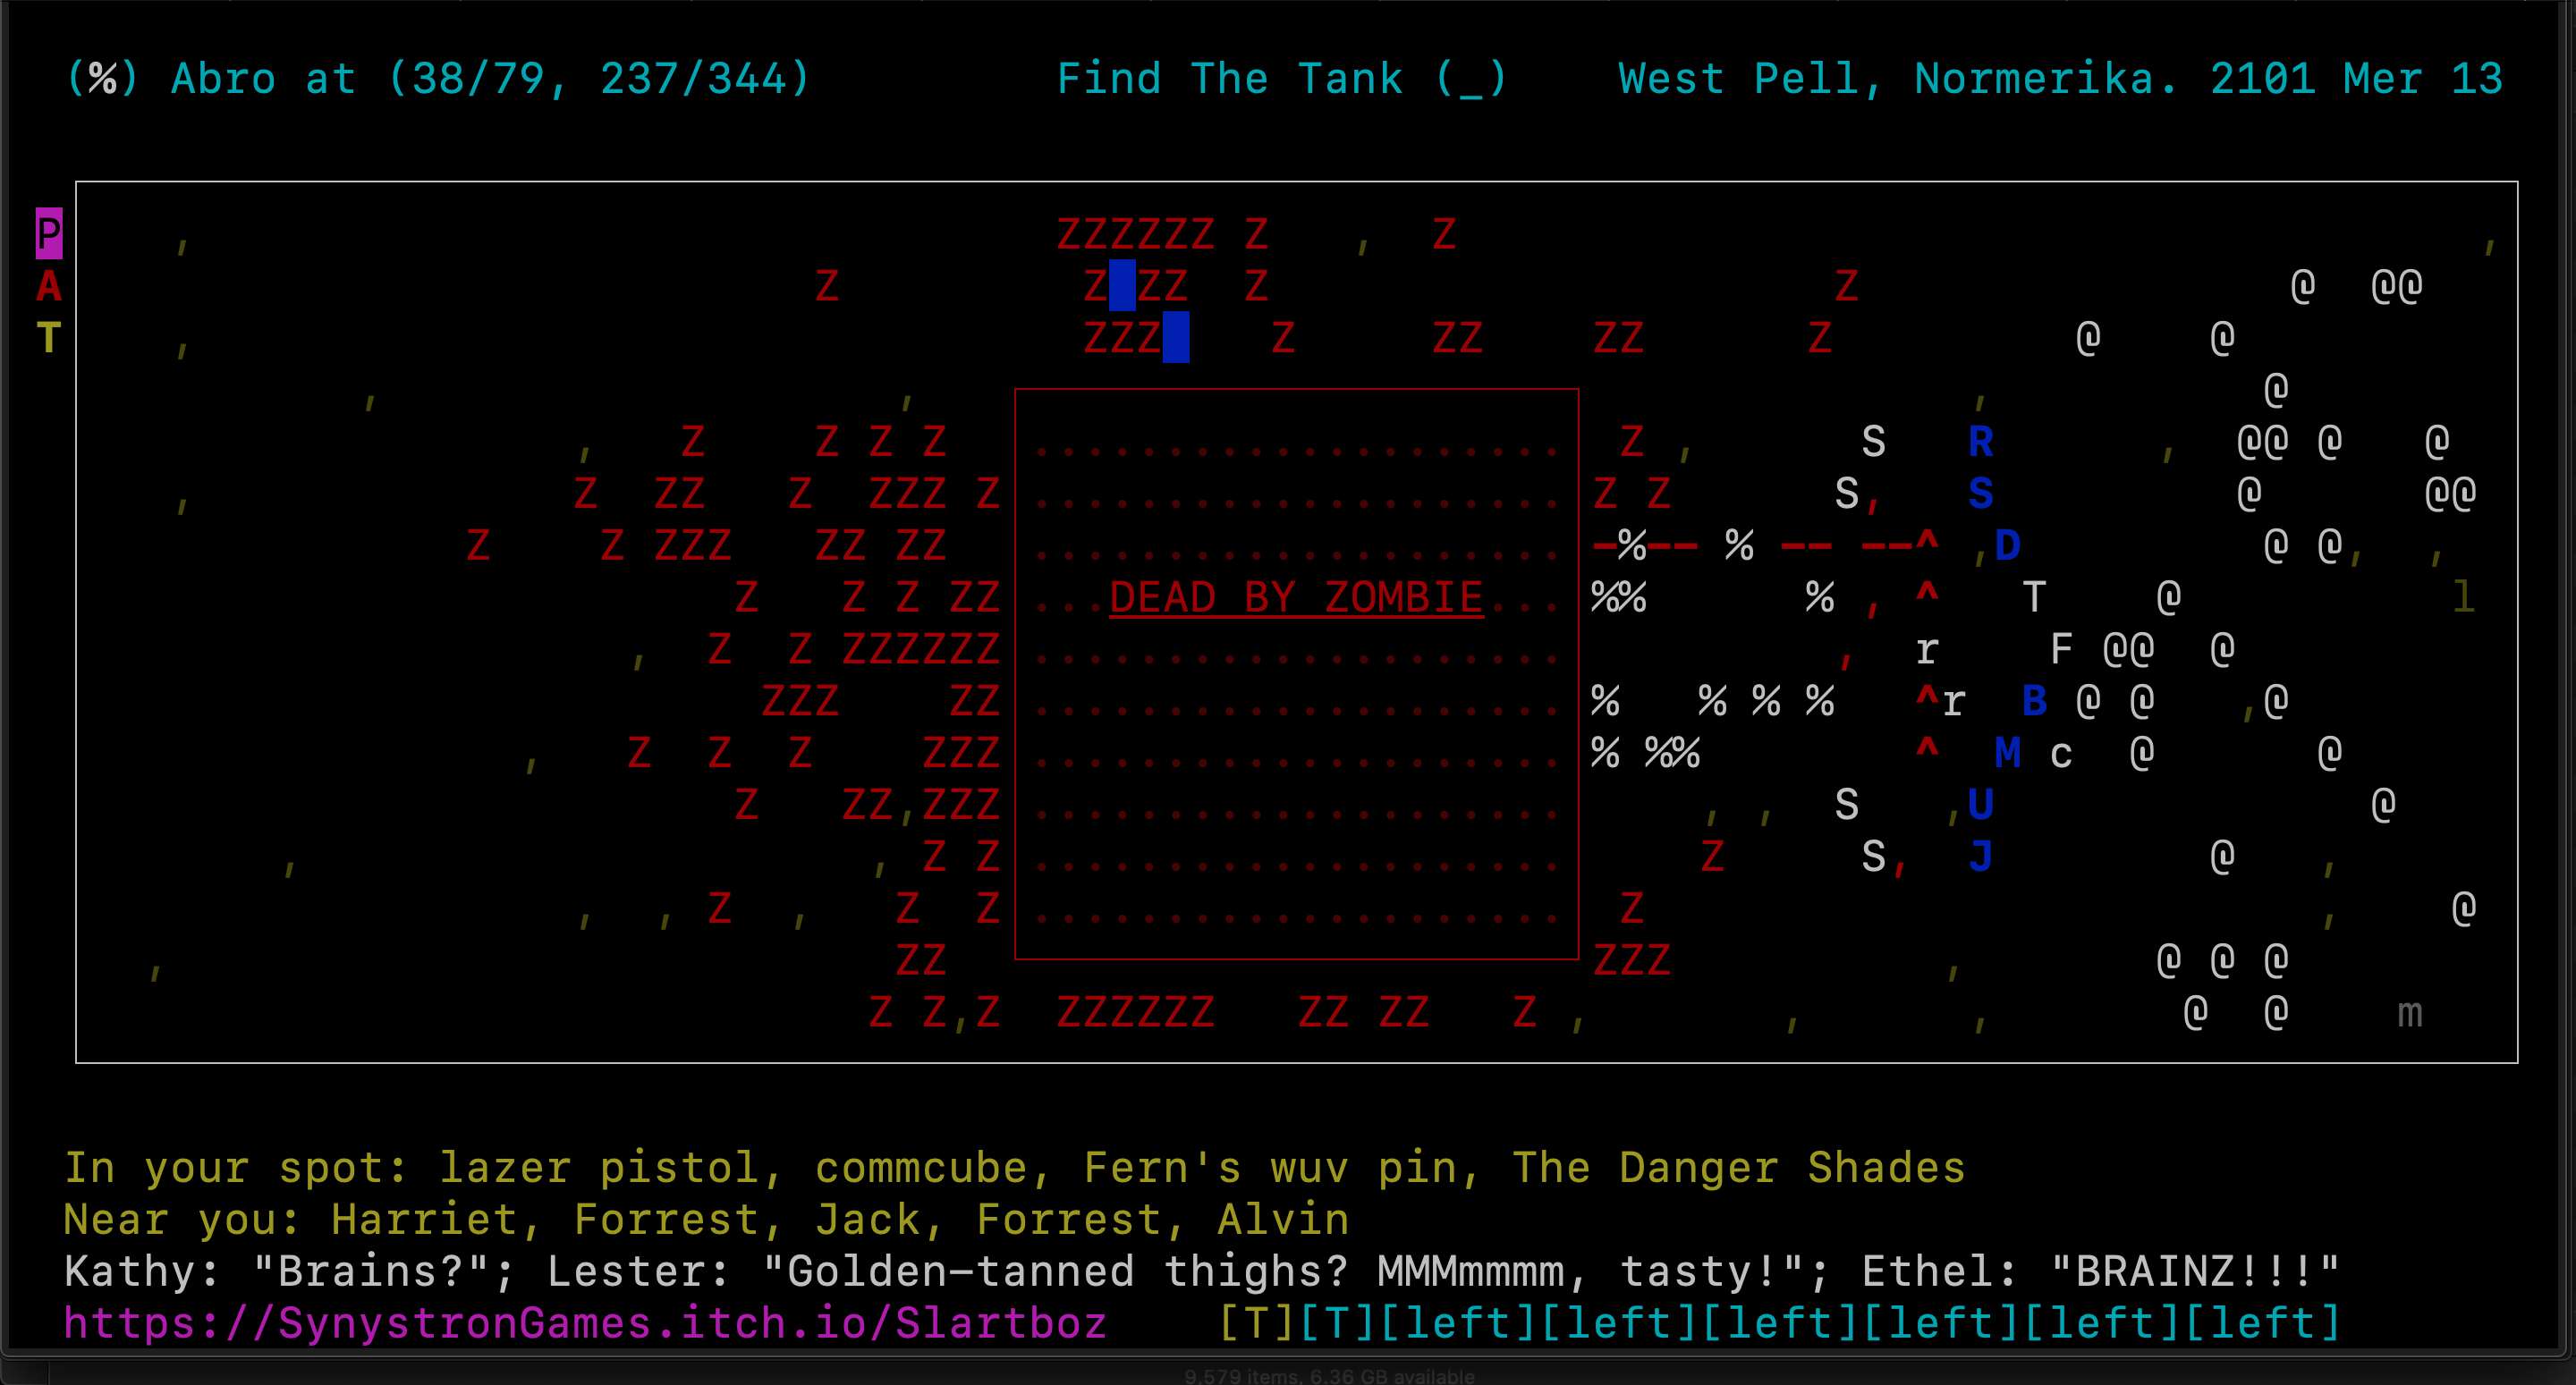 (%) Abro at (38/79, 237/344) Find The Tank (_) West Pell, Normerika. 2101 Mer 13
P , ZZZZZZ Z , Z ,
A Z Z ZZ Z Z @ @@
T , ZZZ Z ZZ ZZ Z @ @
, , , @
, Z Z Z Z . . . . . . . . . . . . . . . . . . . . Z , S R , @@ @ @
, Z ZZ Z ZZZ Z . . . . . . . . . . . . . . . . . . . . Z Z S, S @ @@
Z Z ZZZ ZZ ZZ . . . . . . . . . . . . . . . . . . . . -%-- % -- --^ ,D @ @, ,
Z Z Z ZZ ...DEAD BY ZOMBIE... %% % , ^ T @ l
, Z Z ZZZZZZ . . . . . . . . . . . . . . . . . . . . , r F @@ @
ZZZ ZZ . . . . . . . . . . . . . . . . . . . . % % % % ^r B @ @ ,@
, Z Z Z ZZZ . . . . . . . . . . . . . . . . . . . . % %% ^ M c @ @
Z ZZ,ZZZ . . . . . . . . . . . . . . . . . . . . , , S ,U @
, , Z Z . . . . . . . . . . . . . . . . . . . . Z S, J @ ,
, , Z , Z Z . . . . . . . . . . . . . . . . . . . . Z , @
, ZZ ZZZ , @ @ @
Z Z,Z ZZZZZZ ZZ ZZ Z , , , @ @ m
In your spot: lazer pistol, commcube, Fern's wuv pin, The Danger Shades
Near you: Harriet, Forrest, Jack, Forrest, Alvin
Kathy: "Brains?"; Lester: "Golden-tanned thighs? MMMmmmm, tasty!"; Ethel: "BRAINZ!!!"
https://SynystronGames.itch.io/Slartboz [T][T][left][left][left][left][left][left]
9,579 items, 6.36 GB available